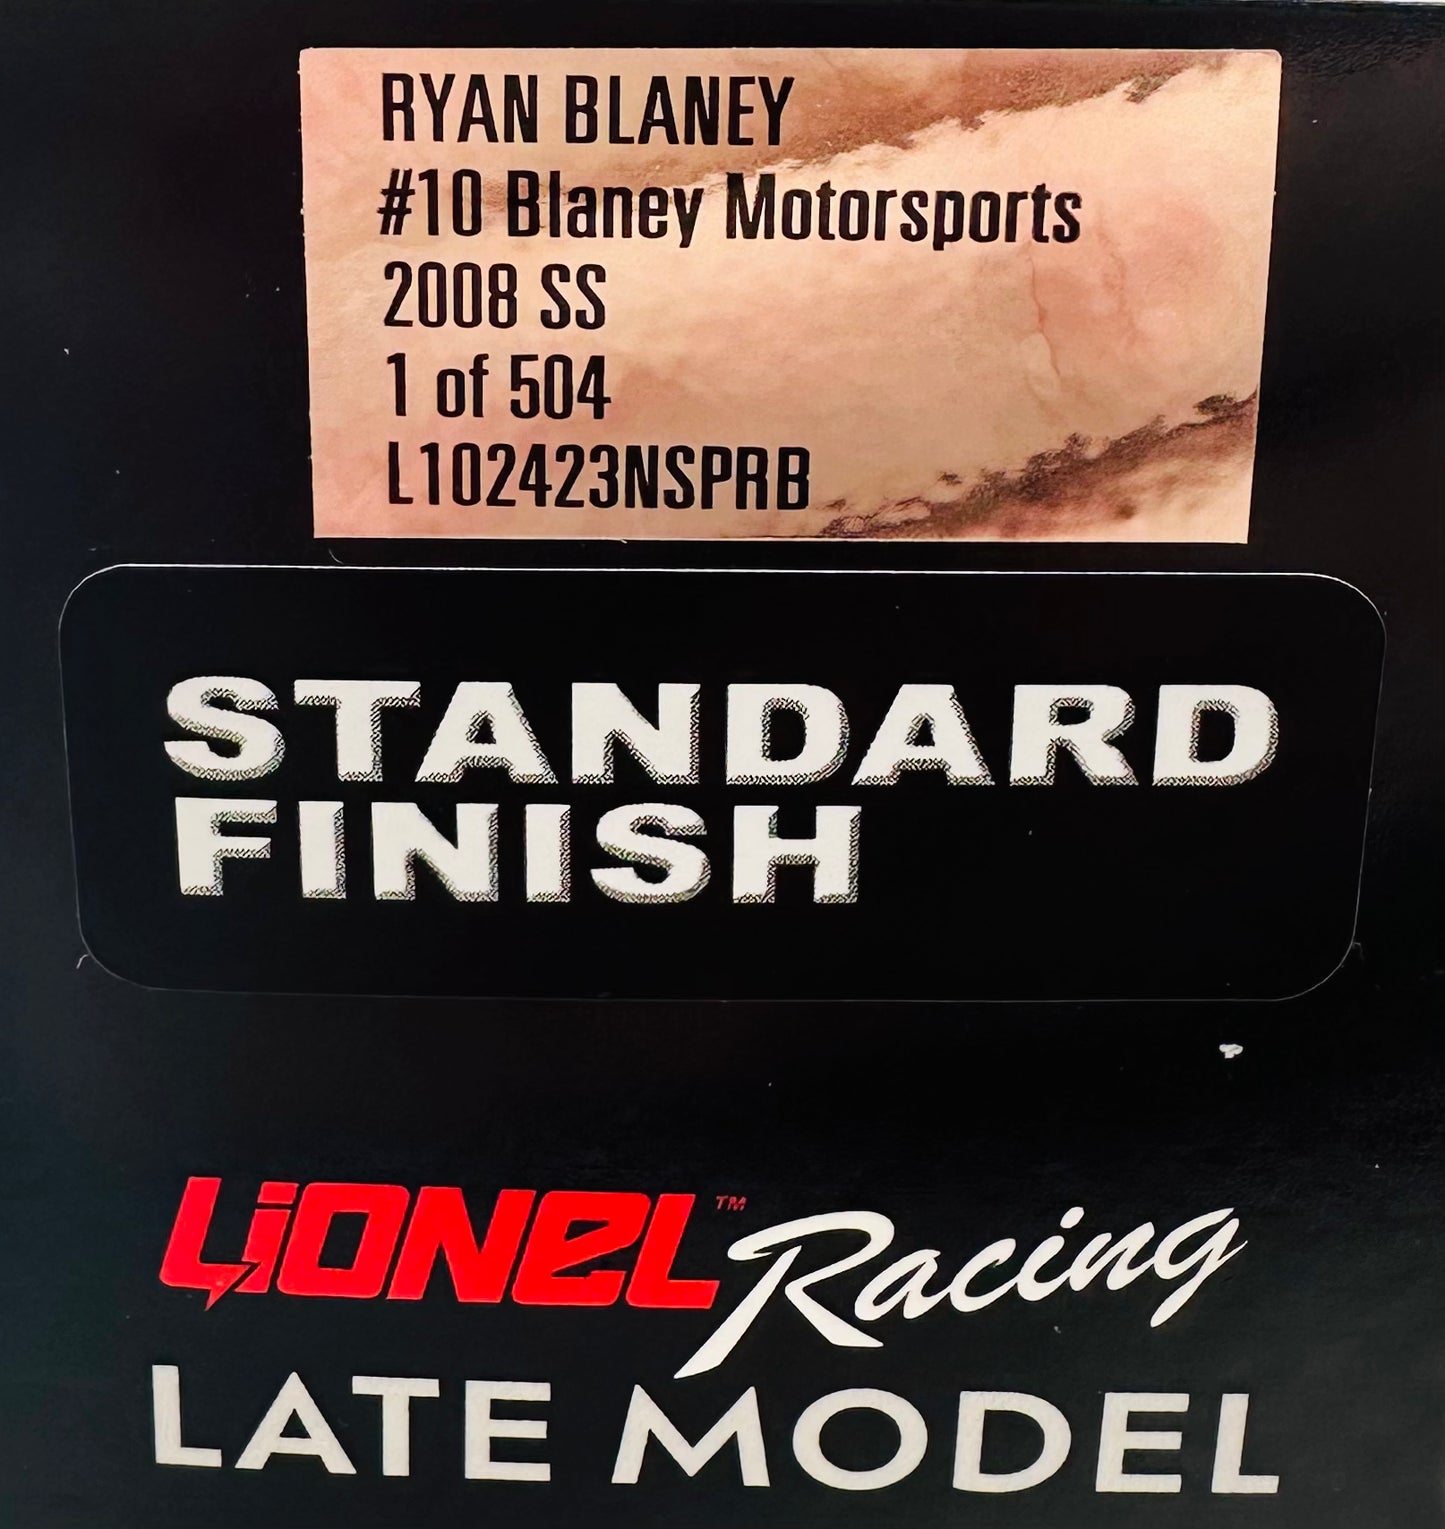 RYAN BLANEY
#10 Blaney Motorsports
2008 SS
1 of 504
L102423NSPRB
STANDARD
FINISH
LIONEL™ Racing
LATE MODEL